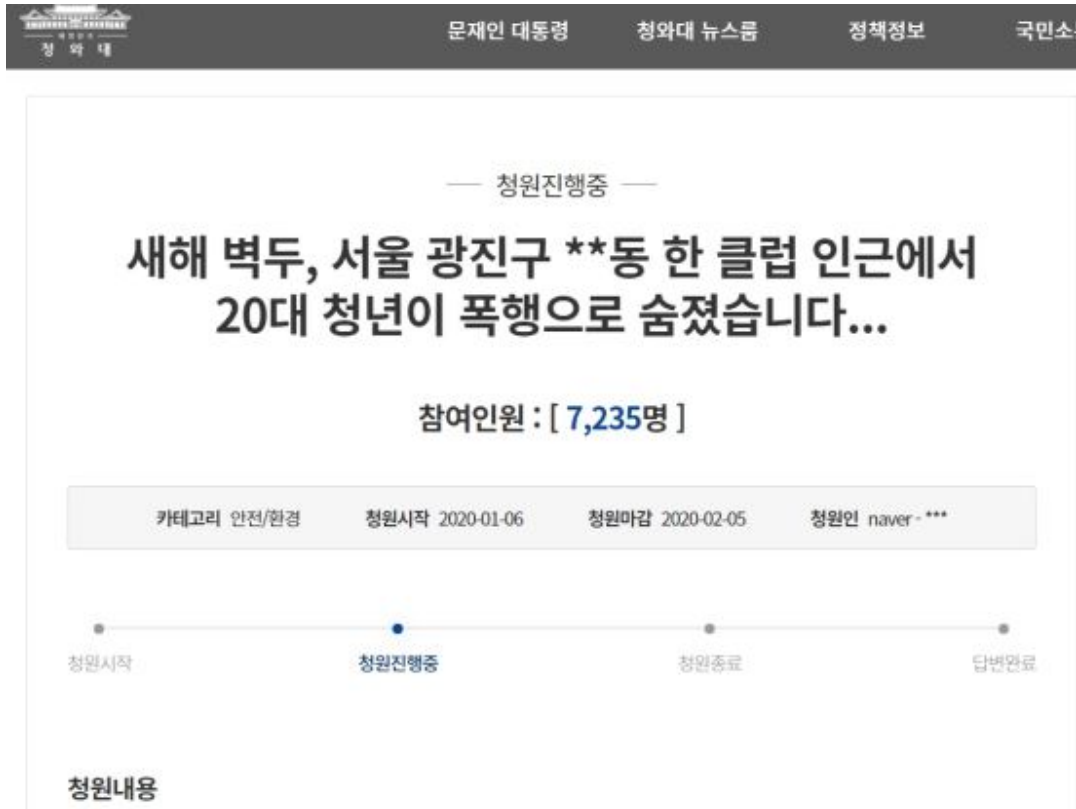 청와대
문재인 대통령 청와대 뉴스룸 정책정보 국민소
청원진행중
새해 벽두, 서울 광진구 **동 한 클럽 인근에서
20대 청년이 폭행으로 숨졌습니다...
참여인원 : [ 7,235명 ]
카테고리 안전/환경 청원시작 2020-01-06 청원마감 2020-02-05 청원인 naver - ***
청원시작 청원진행중 청원종료 답변완료
청원내용